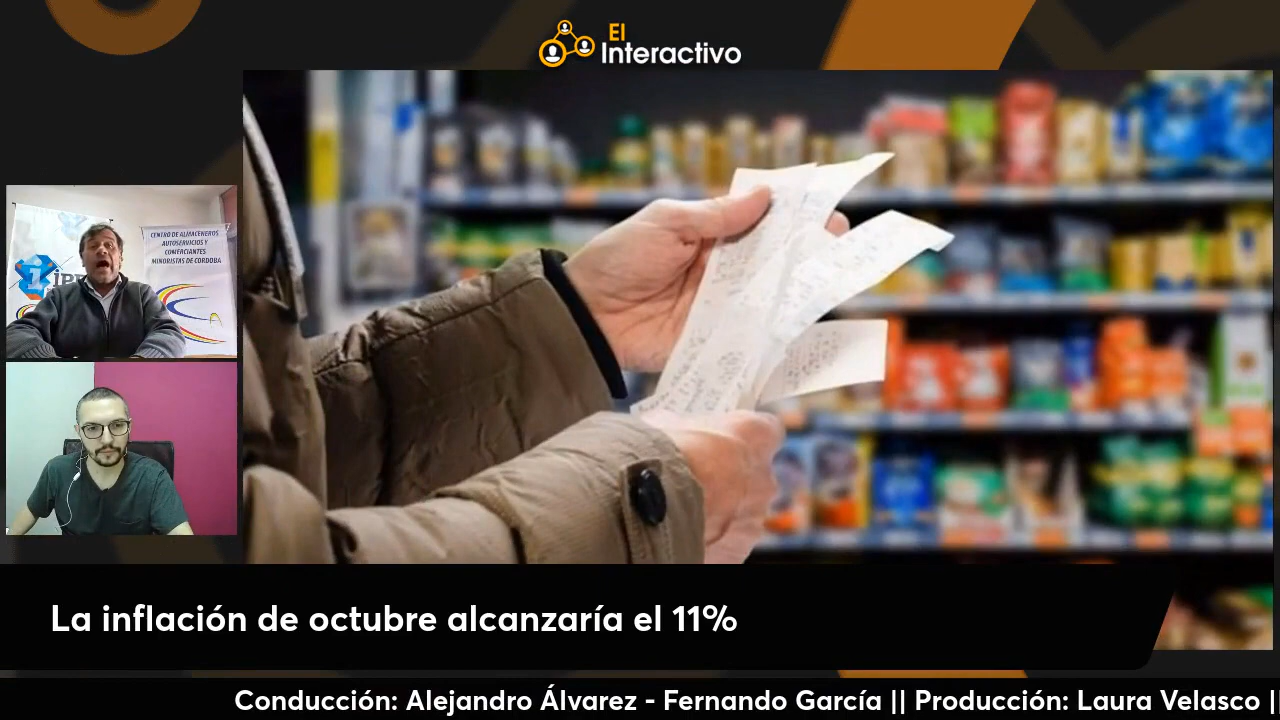 El
Interactivo
CENTRO DE ALMACENEROS
AUTOSERVICIOS Y
COMERCIANTES
MINORISTAS DE CORDOBA
La inflación de octubre alcanzaría el 11%
Conducción: Alejandro Álvarez - Fernando García || Producción: Laura Velasco ||